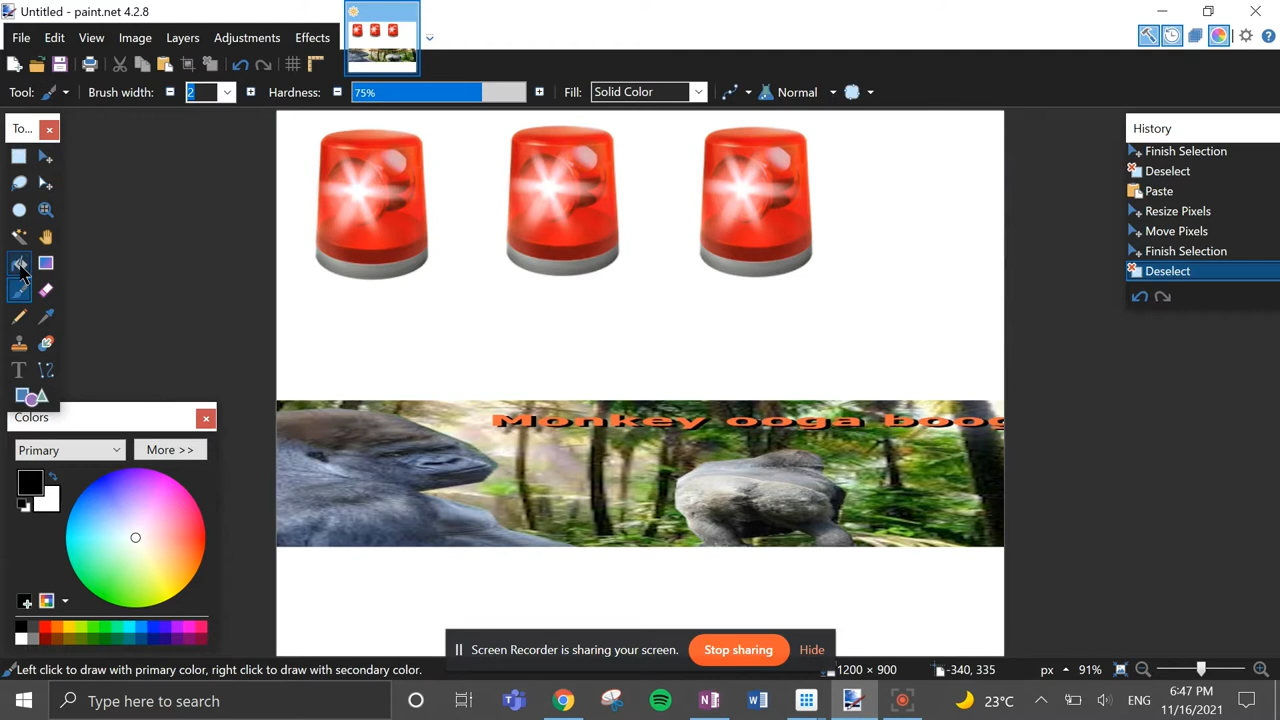 Untitled - paint.net 4.2.8
File Edit View Image Layers Adjustments Effects
Tool: Brush width: 2 Hardness: 75% Fill: Solid Color Normal
To...
History
Finish Selection
Deselect
Paste
Resize Pixels
Move Pixels
Finish Selection
Deselect
Monkey ooga boog
Colors
Primary More >>
Screen Recorder is sharing your screen. Stop sharing Hide
Left click to draw with primary color, right click to draw with secondary color. 1200 × 900 -340, 335 px 91%
Type here to search
23°C ENG 6:47 PM
11/16/2021